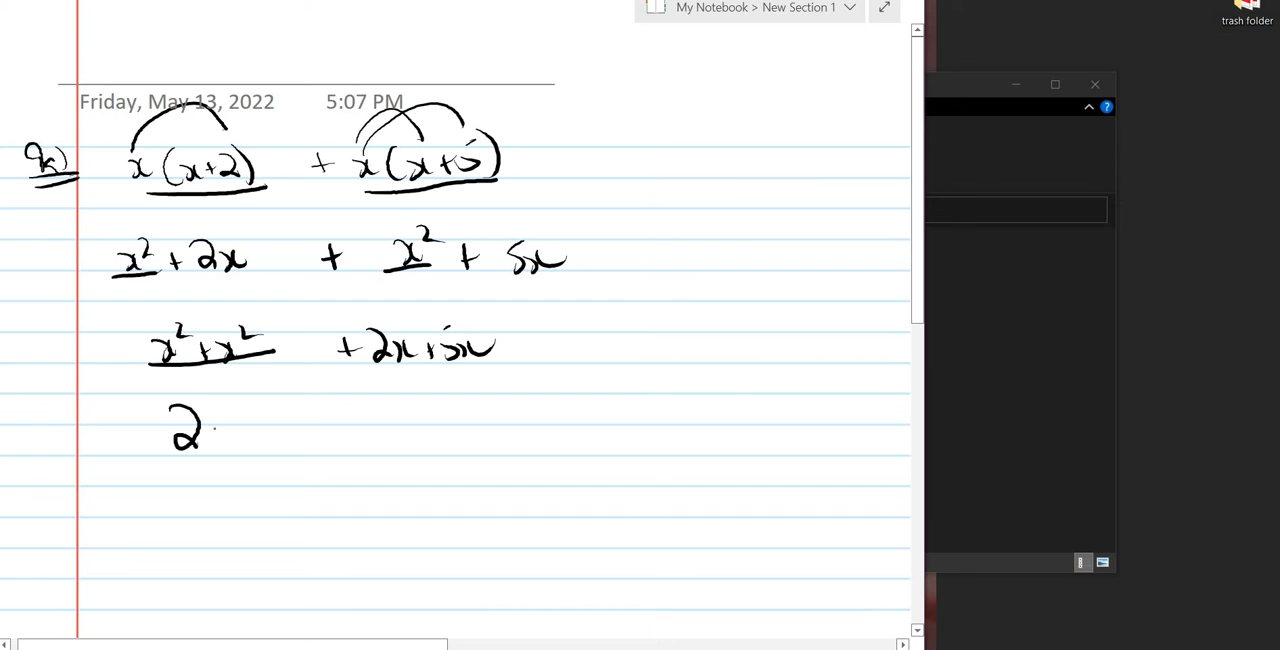 My Notebook > New Section 1
trash folder
Friday, May 13, 2022 5:07 PM
x(x+2) + x(x+5)
x² + 2x + x² + 5x
x² + x² + 2x + 5x
2